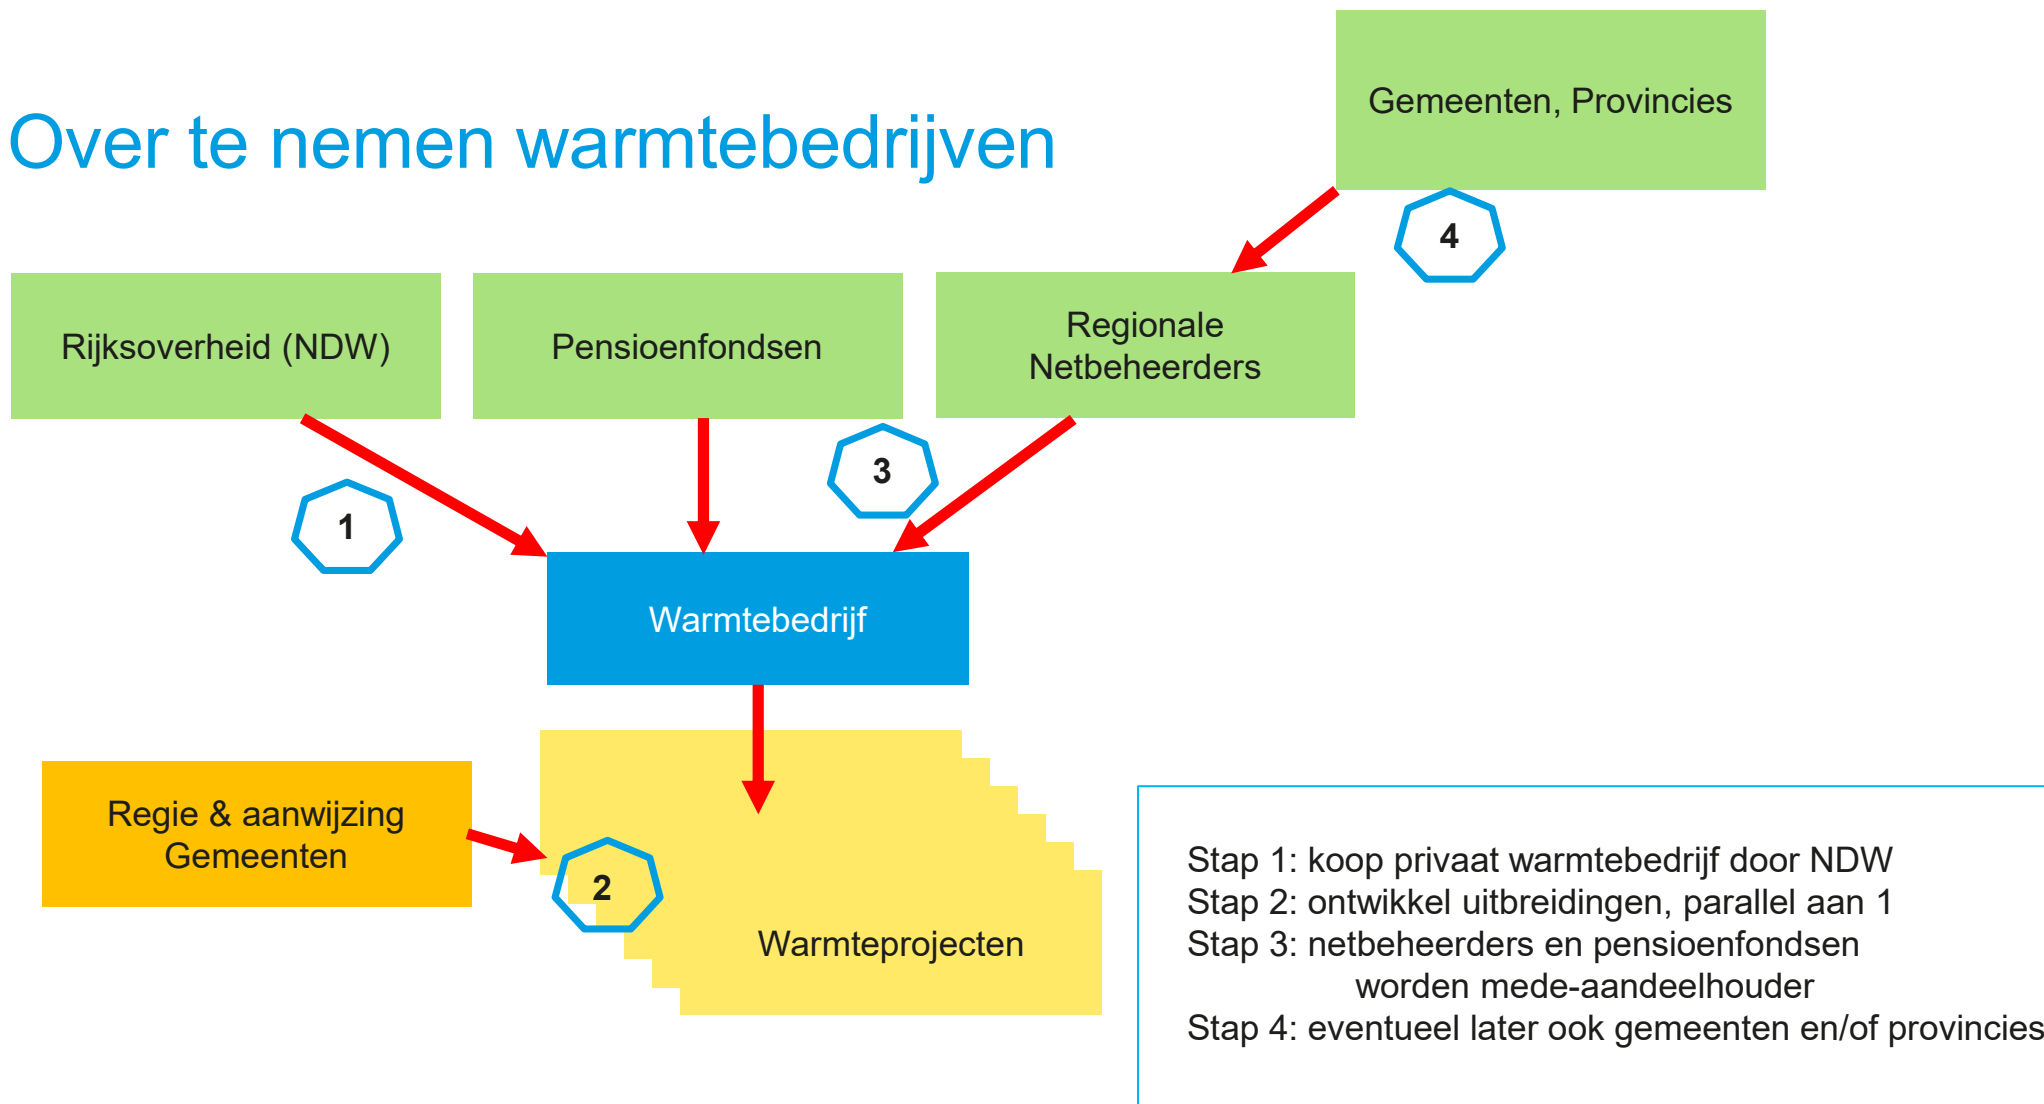 Gemeenten, Provincies
Over te nemen warmtebedrijven
4
Rijksoverheid (NDW)
Pensioenfondsen
Regionale
Netbeheerders
3
1
Warmtebedrijf
Regie & aanwijzing
Gemeenten
2
Warmteprojecten
Stap 1: koop privaat warmtebedrijf door NDW
Stap 2: ontwikkel uitbreidingen, parallel aan 1
Stap 3: netbeheerders en pensioenfondsen
worden mede-aandeelhouder
Stap 4: eventueel later ook gemeenten en/of provincies